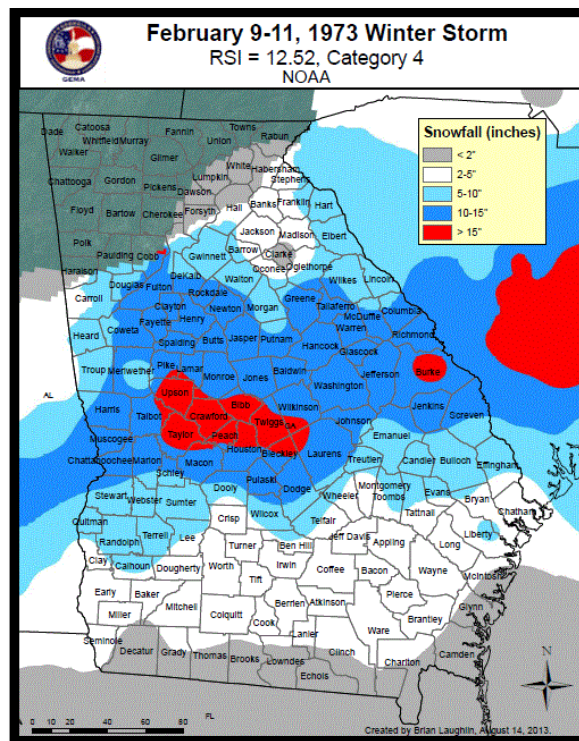 February 9-11, 1973 Winter Storm
RSI = 12.52, Category 4
NOAA
GEMA
Snowfall (inches)
< 2"
2-5"
5-10"
10-15"
> 15"
Dade
Catoosa
Whitfield
Murray
Fannin
Towns
Union
Rabun
Walker
Gilmer
White
Habersham
Lumpkin
Stephens
Chattooga
Gordon
Pickens
Dawson
Floyd
Bartow
Cherokee
Forsyth
Hall
Banks
Franklin
Hart
Jackson
Madison
Elbert
Polk
Paulding
Cobb
Gwinnett
Barrow
Clarke
Oconee
Oglethorpe
Haralson
Douglas
Fulton
DeKalb
Walton
Wilkes
Lincoln
Carroll
Rockdale
Clayton
Newton
Morgan
Greene
Taliaferro
McDuffie
Columbia
Coweta
Fayette
Henry
Warren
Richmond
Heard
Spalding
Butts
Jasper
Putnam
Hancock
Glascock
Troup
Meriwether
Pike
Lamar
Monroe
Jones
Baldwin
Jefferson
Burke
AL
Upson
Washington
Harris
Talbot
Crawford
Bibb
Wilkinson
Jenkins
Screven
Twiggs
GA
Johnson
Muscogee
Taylor
Peach
Emanuel
Houston
Bleckley
Laurens
Chattahoochee
Marion
Macon
Treutlen
Candler
Bulloch
Effingham
Schley
Pulaski
Dodge
Montgomery
Stewart
Webster
Sumter
Dooly
Wheeler
Toombs
Evans
Bryan
Chatham
Quitman
Crisp
Wilcox
Telfair
Tattnall
Randolph
Terrell
Lee
Turner
Ben Hill
Jeff Davis
Appling
Long
Liberty
Clay
Calhoun
Dougherty
Worth
Irwin
Coffee
Bacon
Wayne
McIntosh
Tift
Early
Baker
Mitchell
Colquitt
Berrien
Atkinson
Pierce
Glynn
Miller
Cook
Brantley
Lanier
Ware
Seminole
Decatur
Grady
Thomas
Brooks
Lowndes
Clinch
Charlton
Camden
Echols
N
FL
0 10 20 40 60 80
Created by Brian Laughlin, August 14, 2013.